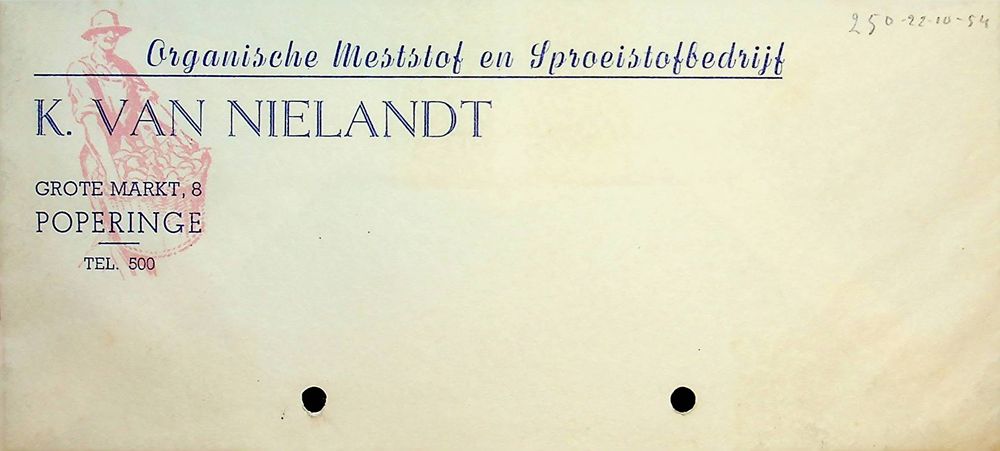 250-22-10-54
Organische Meststof en Sproeistofbedrijf
K. VAN NIELANDT
GROTE MARKT, 8
POPERINGE
TEL. 500